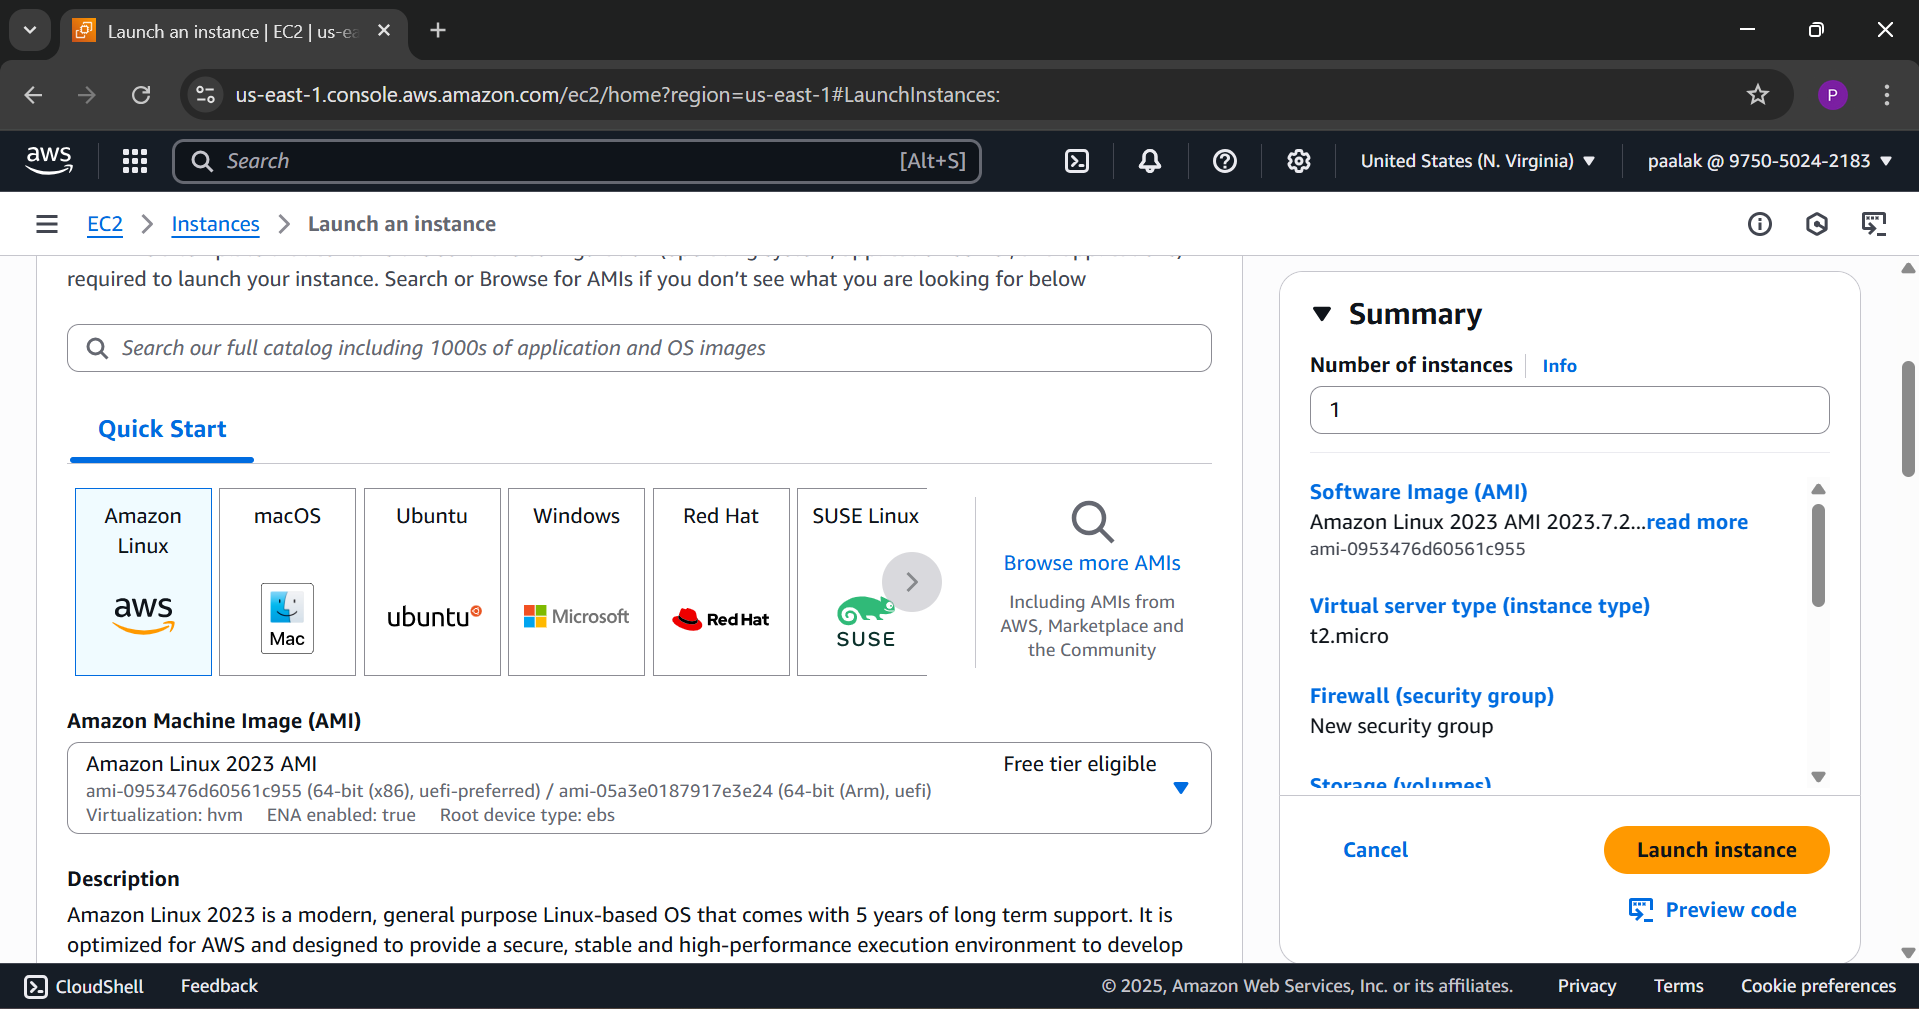 Launch an instance | EC2 | us-ea
us-east-1.console.aws.amazon.com/ec2/home?region=us-east-1#LaunchInstances:
P
aws
Search
[Alt+S]
United States (N. Virginia)
paalak @ 9750-5024-2183
EC2
Instances
Launch an instance
required to launch your instance. Search or Browse for AMIs if you don’t see what you are looking for below
Search our full catalog including 1000s of application and OS images
Quick Start
Amazon
Linux
aws
macOS
Mac
Ubuntu
ubuntu
Windows
Microsoft
Red Hat
Red Hat
SUSE Linux
SUSE
Browse more AMIs
Including AMIs from
AWS, Marketplace and
the Community
Amazon Machine Image (AMI)
Amazon Linux 2023 AMI
Free tier eligible
ami-0953476d60561c955 (64-bit (x86), uefi-preferred) / ami-05a3e0187917e3e24 (64-bit (Arm), uefi)
Virtualization: hvm ENA enabled: true Root device type: ebs
Description
Amazon Linux 2023 is a modern, general purpose Linux-based OS that comes with 5 years of long term support. It is
optimized for AWS and designed to provide a secure, stable and high-performance execution environment to develop
Summary
Number of instances
Info
1
Software Image (AMI)
Amazon Linux 2023 AMI 2023.7.2...read more
ami-0953476d60561c955
Virtual server type (instance type)
t2.micro
Firewall (security group)
New security group
Storage (volumes)
Cancel
Launch instance
Preview code
CloudShell
Feedback
© 2025, Amazon Web Services, Inc. or its affiliates.
Privacy
Terms
Cookie preferences